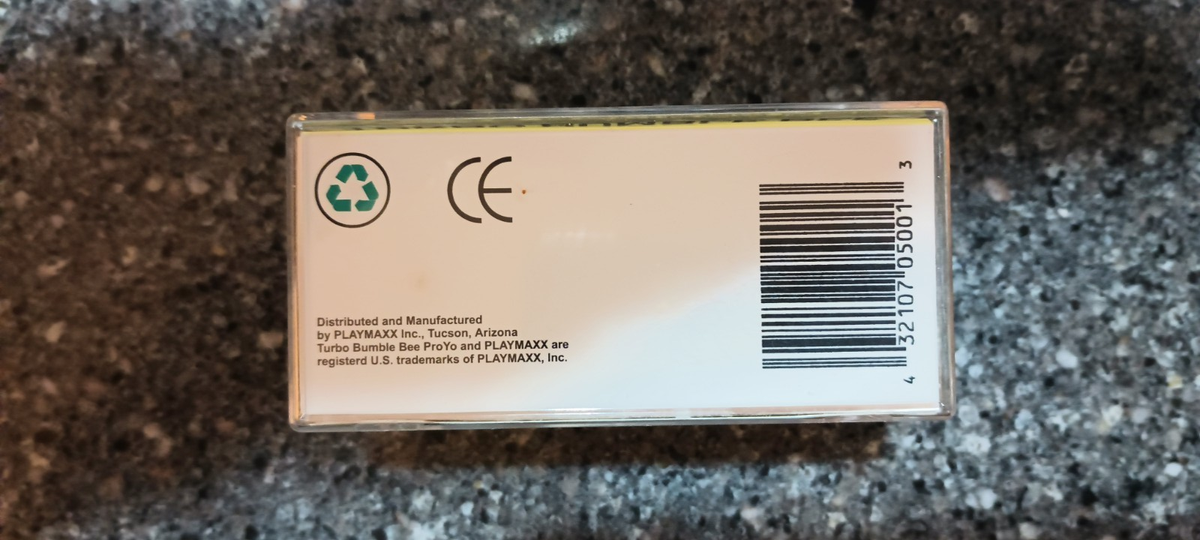 CE
Distributed and Manufactured
by PLAYMAXX Inc., Tucson, Arizona
Turbo Bumble Bee ProYo and PLAYMAXX are
registerd U.S. trademarks of PLAYMAXX, Inc.
4 32107 05001 3